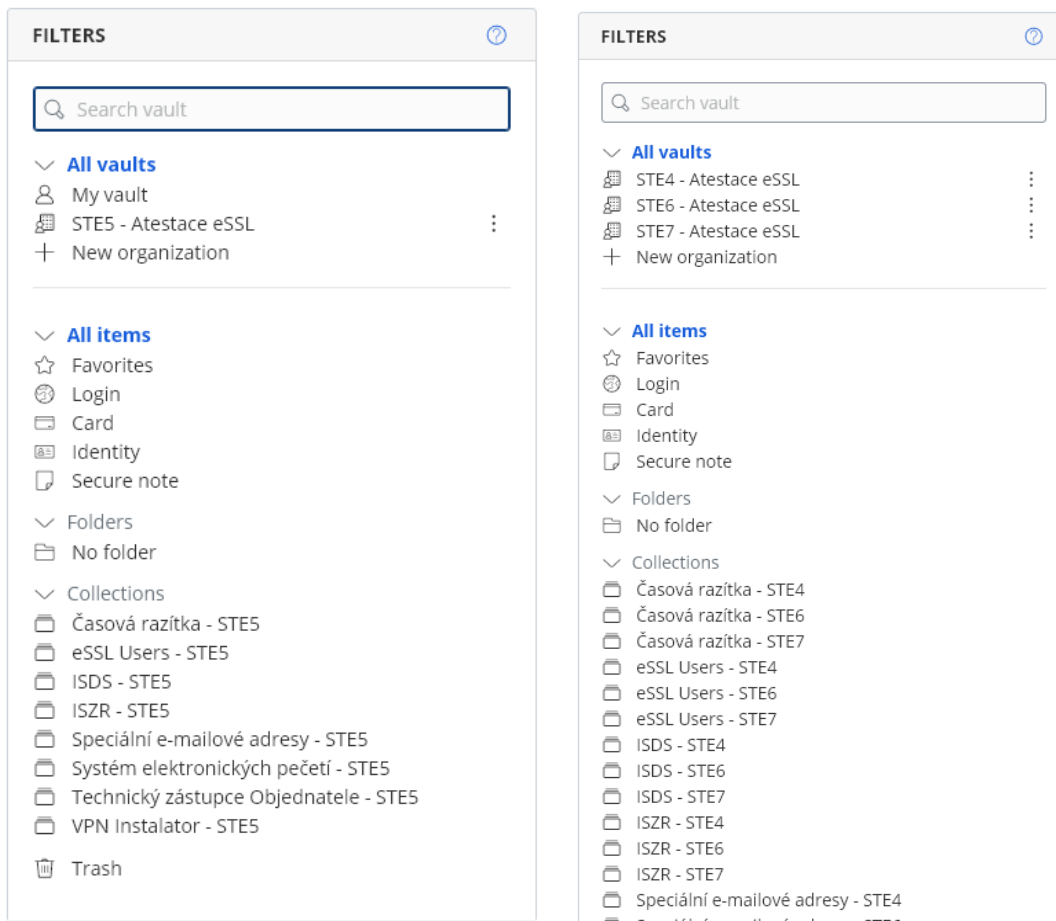 FILTERS
Search vault
All vaults
My vault
STE5 - Atestace eSSL
New organization
All items
Favorites
Login
Card
Identity
Secure note
Folders
No folder
Collections
Časová razítka - STE5
eSSL Users - STE5
ISDS - STE5
ISZR - STE5
Speciální e-mailové adresy - STE5
Systém elektronických pečetí - STE5
Technický zástupce Objednatele - STE5
VPN Instalator - STE5
Trash
FILTERS
Search vault
All vaults
STE4 - Atestace eSSL
STE6 - Atestace eSSL
STE7 - Atestace eSSL
New organization
All items
Favorites
Login
Card
Identity
Secure note
Folders
No folder
Collections
Časová razítka - STE4
Časová razítka - STE6
Časová razítka - STE7
eSSL Users - STE4
eSSL Users - STE6
eSSL Users - STE7
ISDS - STE4
ISDS - STE6
ISDS - STE7
ISZR - STE4
ISZR - STE6
ISZR - STE7
Speciální e-mailové adresy - STE4